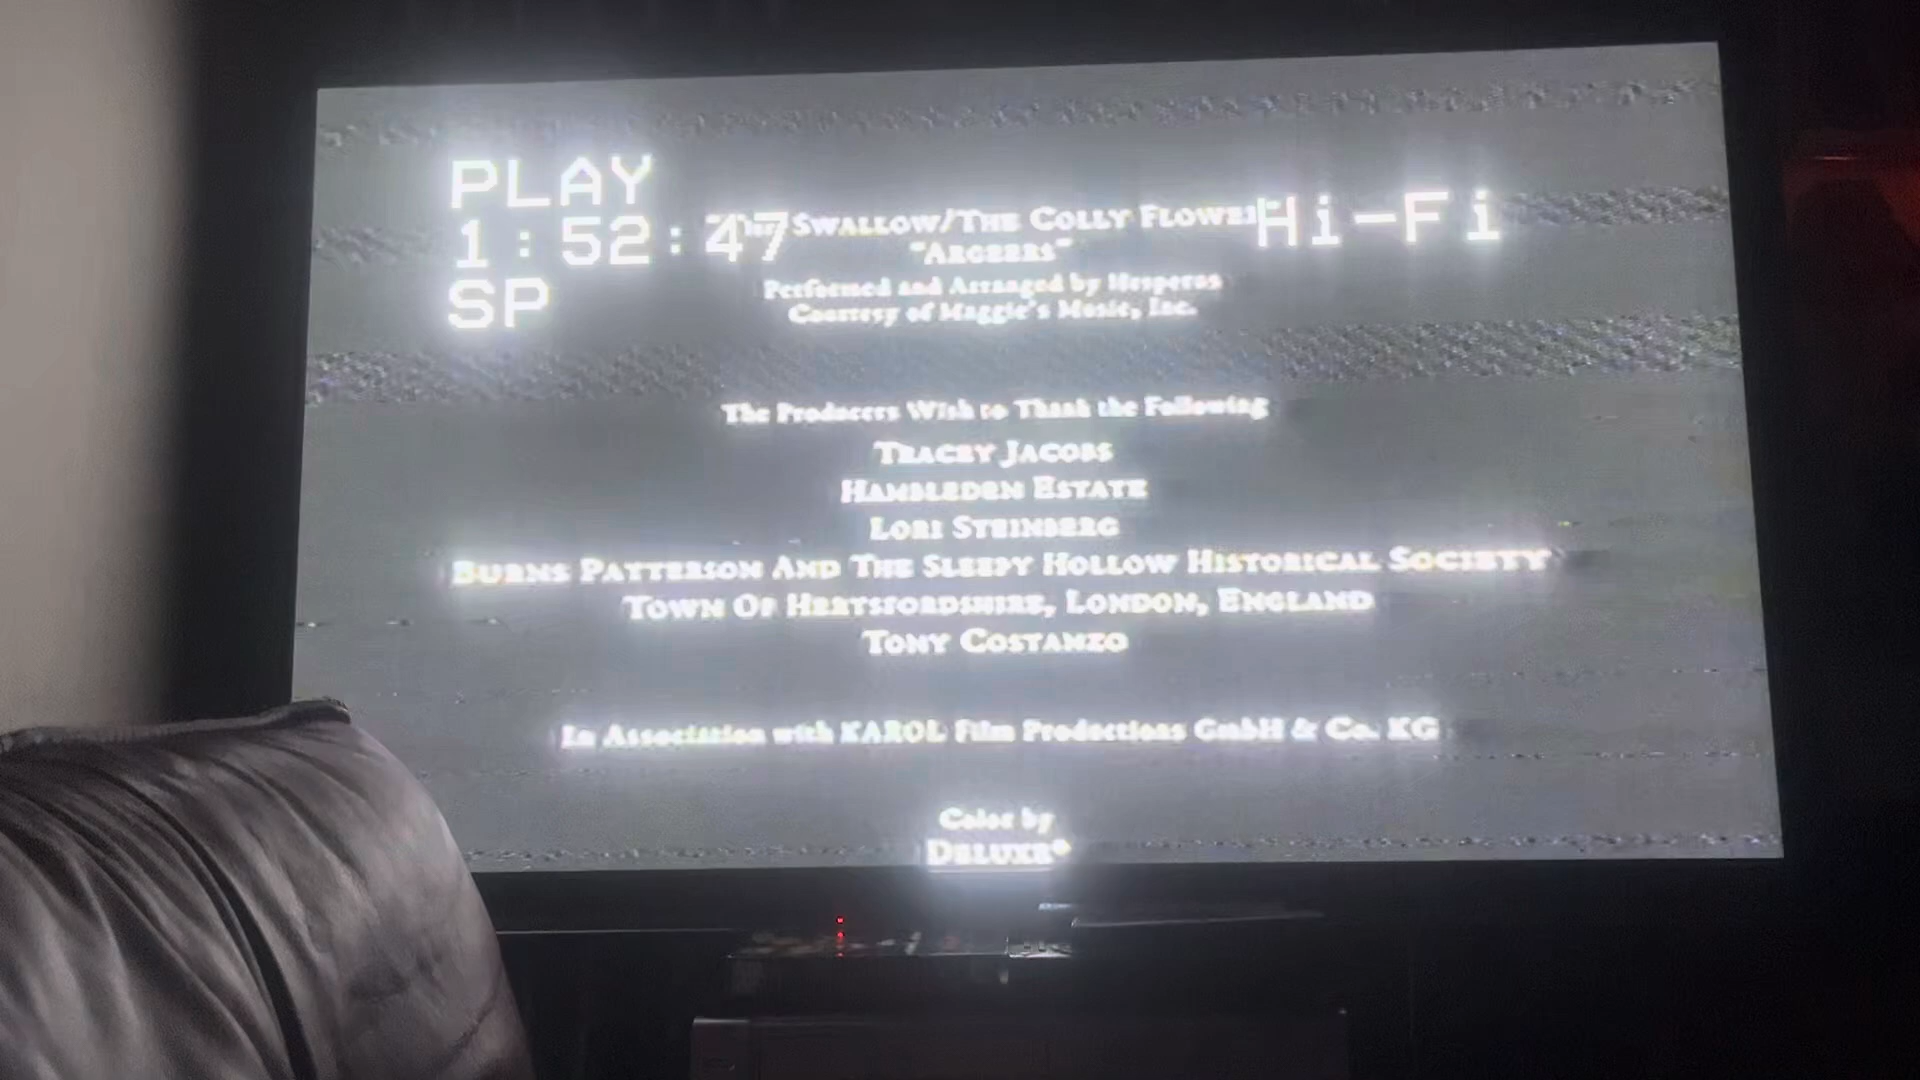 PLAY
1:52:47
SP
Hi-Fi
SWALLOW/THE COLLY FLOWER"
"ARGEERS"
Performed and Arranged by Hesperus
Courtesy of Maggie's Music, Inc.
The Producers Wish to Thank the Following
TRACEY JACOBS
HAMBLEDEN ESTATE
LORI STEINBERG
BURNS PATTERSON AND THE SLEEPY HOLLOW HISTORICAL SOCIETY
TOWN OF HERTSFORDSHIRE, LONDON, ENGLAND
TONY COSTANZO
In Association with KAROL Film Productions GmbH & Co. KG
Color by
DELUXE®